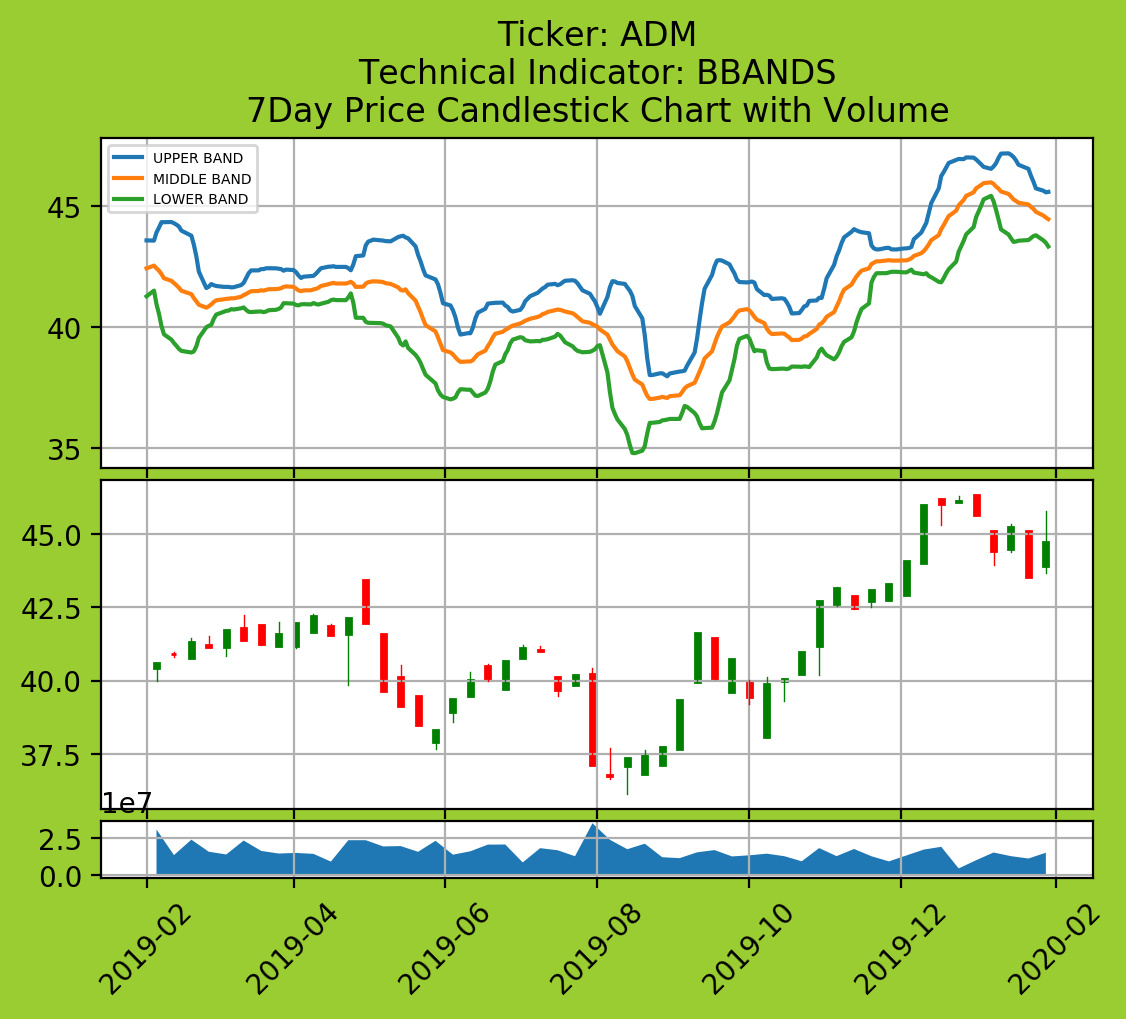 Ticker: ADM
Technical Indicator: BBANDS
7Day Price Candlestick Chart with Volume
UPPER BAND
MIDDLE BAND
LOWER BAND
45
40
35
45.0
42.5
40.0
37.5
1e7
2.5
0.0
2019-02
2019-04
2019-06
2019-08
2019-10
2019-12
2020-02